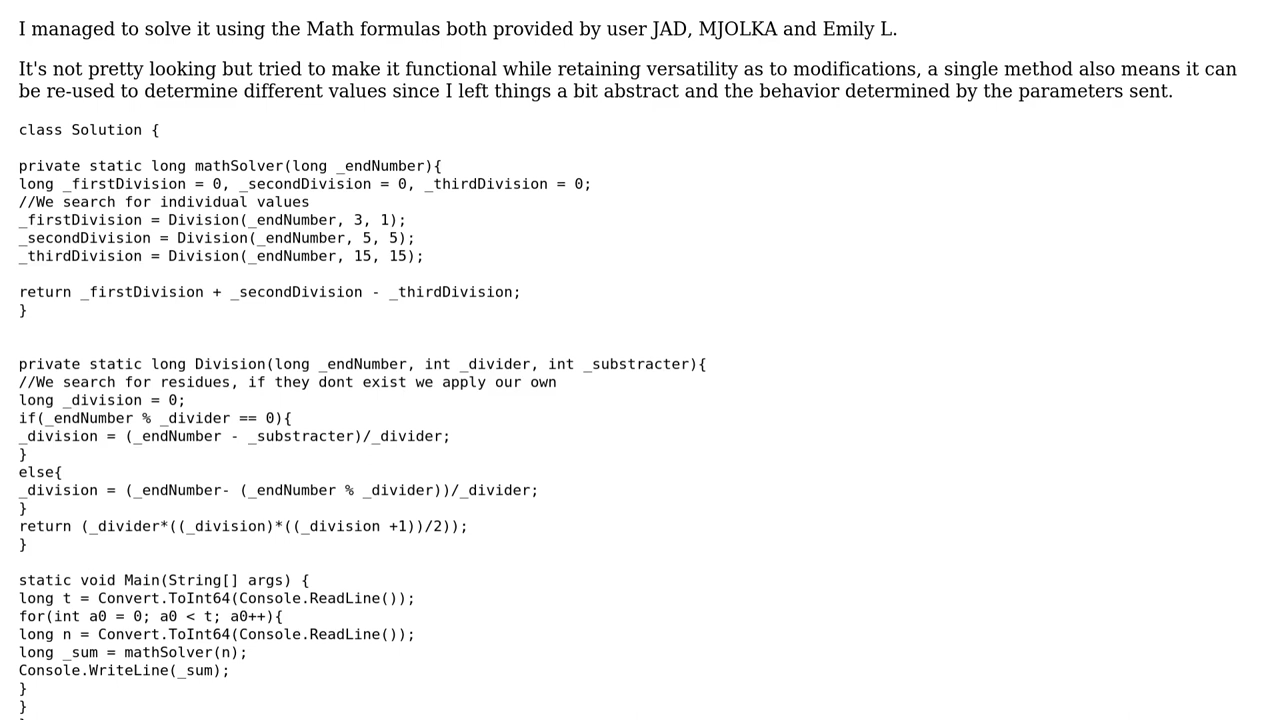 I managed to solve it using the Math formulas both provided by user JAD, MJOLKA and Emily L.
It's not pretty looking but tried to make it functional while retaining versatility as to modifications, a single method also means it can
be re-used to determine different values since I left things a bit abstract and the behavior determined by the parameters sent.
class Solution {
private static long mathSolver(long _endNumber){
long _firstDivision = 0, _secondDivision = 0, _thirdDivision = 0;
//We search for individual values
_firstDivision = Division(_endNumber, 3, 1);
_secondDivision = Division(_endNumber, 5, 5);
_thirdDivision = Division(_endNumber, 15, 15);
return _firstDivision + _secondDivision - _thirdDivision;
}
private static long Division(long _endNumber, int _divider, int _substracter){
//We search for residues, if they dont exist we apply our own
long _division = 0;
if(_endNumber % _divider == 0){
_division = (_endNumber - _substracter)/_divider;
}
else{
_division = (_endNumber- (_endNumber % _divider))/_divider;
}
return (_divider*((_division)*((_division +1))/2));
}
static void Main(String[] args) {
long t = Convert.ToInt64(Console.ReadLine());
for(int a0 = 0; a0 < t; a0++){
long n = Convert.ToInt64(Console.ReadLine());
long _sum = mathSolver(n);
Console.WriteLine(_sum);
}
}